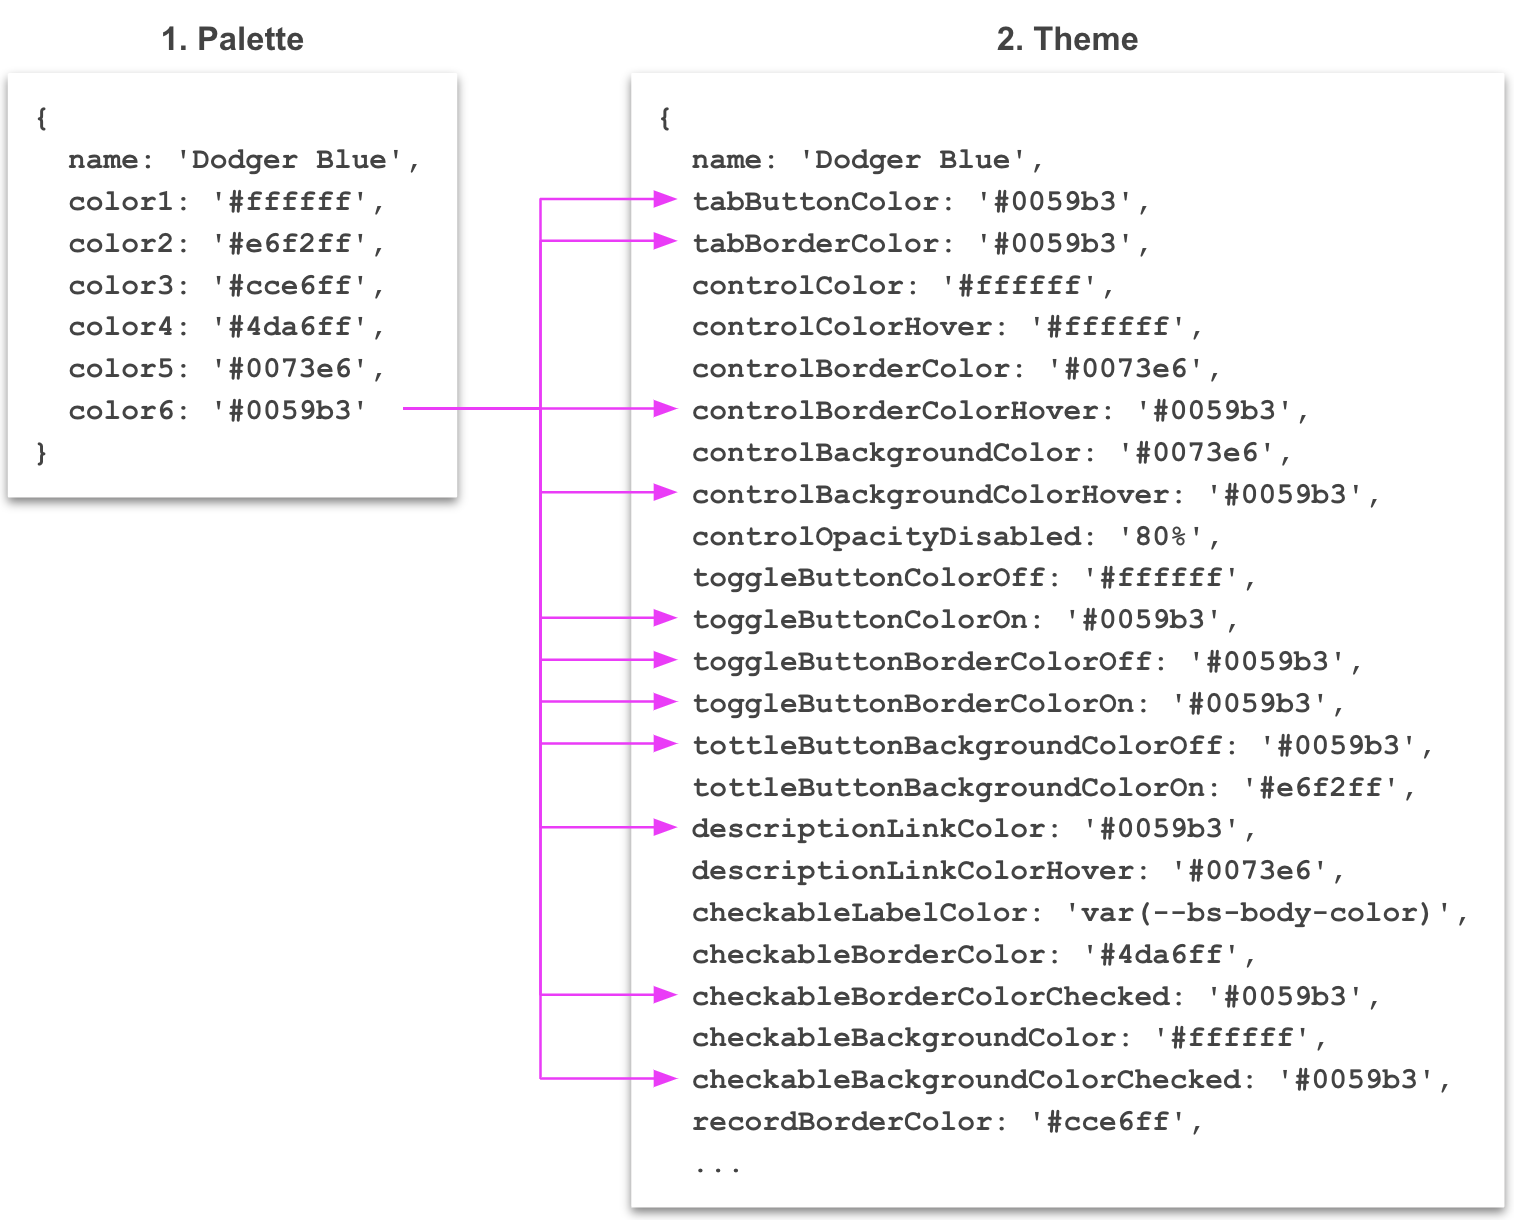 1. Palette
{
name: 'Dodger Blue',
color1: '#ffffff',
color2: '#e6f2ff',
color3: '#cce6ff',
color4: '#4da6ff',
color5: '#0073e6',
color6: '#0059b3'
}
2. Theme
{
name: 'Dodger Blue',
tabButtonColor: '#0059b3',
tabBorderColor: '#0059b3',
controlColor: '#ffffff',
controlColorHover: '#ffffff',
controlBorderColor: '#0073e6',
controlBorderColorHover: '#0059b3',
controlBackgroundColor: '#0073e6',
controlBackgroundColorHover: '#0059b3',
controlOpacityDisabled: '80%',
toggleButtonColorOff: '#ffffff',
toggleButtonColorOn: '#0059b3',
toggleButtonBorderColorOff: '#0059b3',
toggleButtonBorderColorOn: '#0059b3',
tottleButtonBackgroundColorOff: '#0059b3',
tottleButtonBackgroundColorOn: '#e6f2ff',
descriptionLinkColor: '#0059b3',
descriptionLinkColorHover: '#0073e6',
checkableLabelColor: 'var(--bs-body-color)',
checkableBorderColor: '#4da6ff',
checkableBorderColorChecked: '#0059b3',
checkableBackgroundColor: '#ffffff',
checkableBackgroundColorChecked: '#0059b3',
recordBorderColor: '#cce6ff',
...